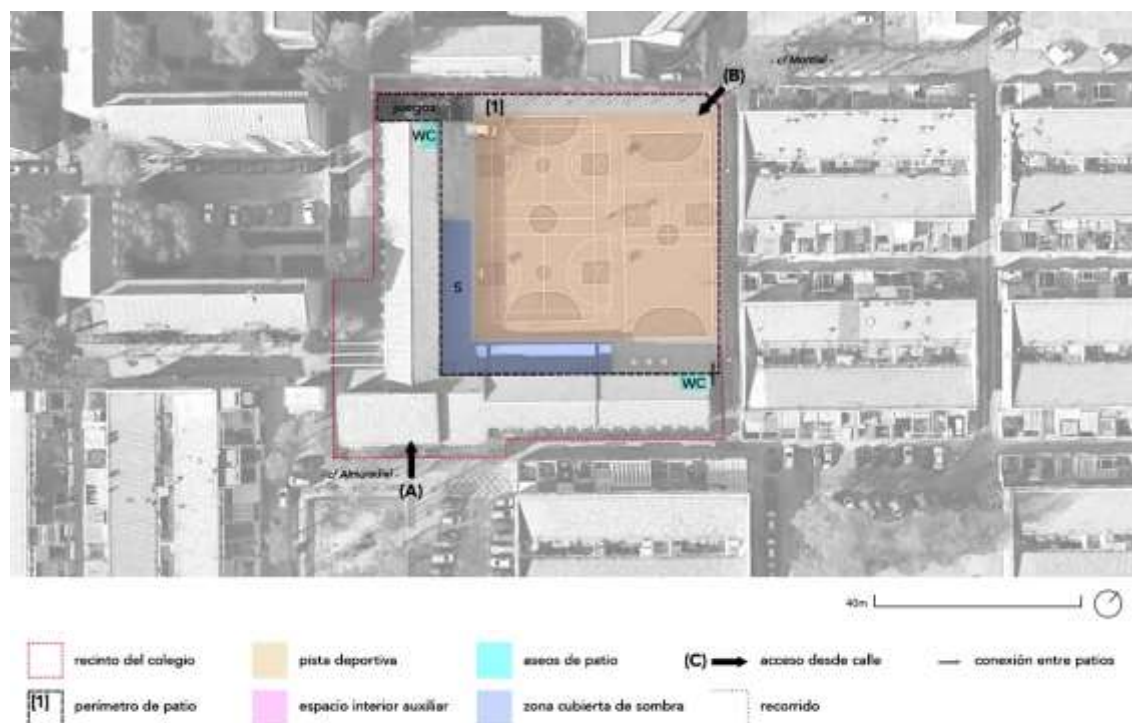 - c/ Montiel -
(B)
juegos
[1]
WC
S
WC
- c/ Almuradiel -
(A)
40m
recinto del colegio
pista deportiva
aseos de patio
(C) acceso desde calle
conexión entre patios
[1] perímetro de patio
espacio interior auxiliar
zona cubierta de sombra
recorrido